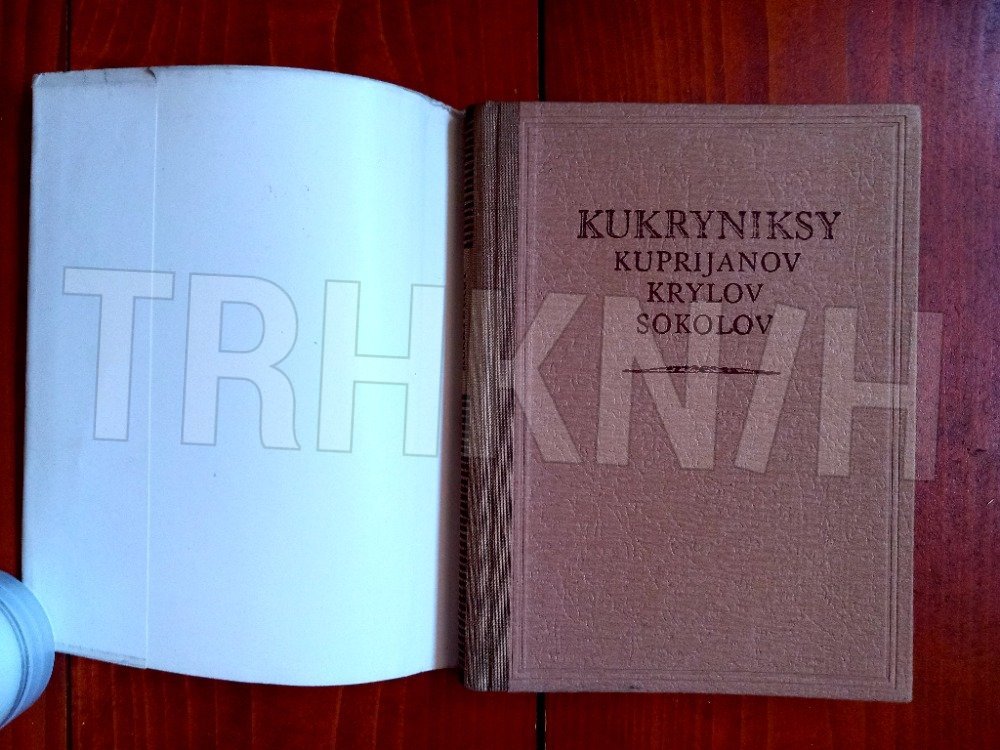 KUKRYNIKSY
KUPRIJANOV
KRYLOV
SOKOLOV
TRHKNIH